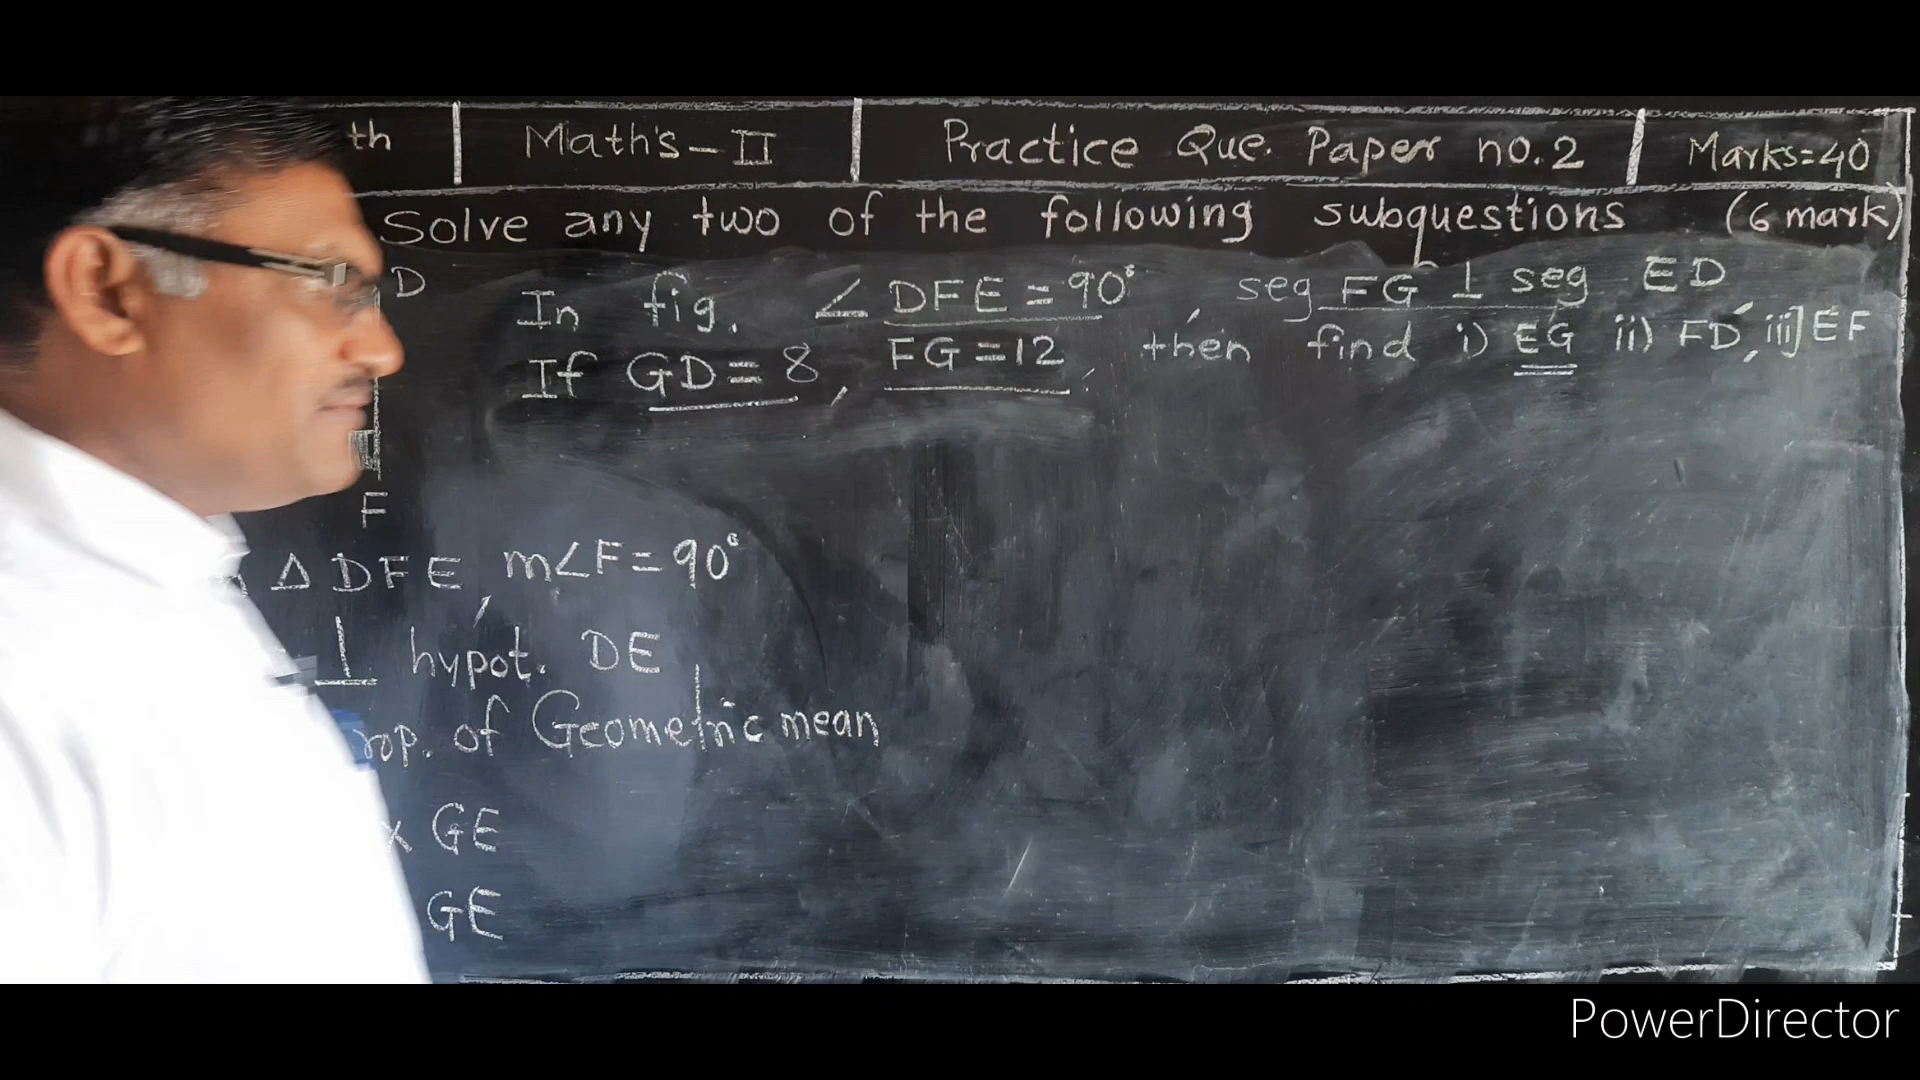 th Math's-II Practice Que. Paper no.2 Marks=40
Solve any two of the following subquestions (6 mark)
D
In fig. ∠DFE=90°, seg FG ⊥ seg ED
If GD=8, FG=12, then find i) EG ii) FD, iii] EF
F
△DFE, m∠F=90°
⊥ hypot. DE
rop. of Geometric mean
x GE
GE
PowerDirector